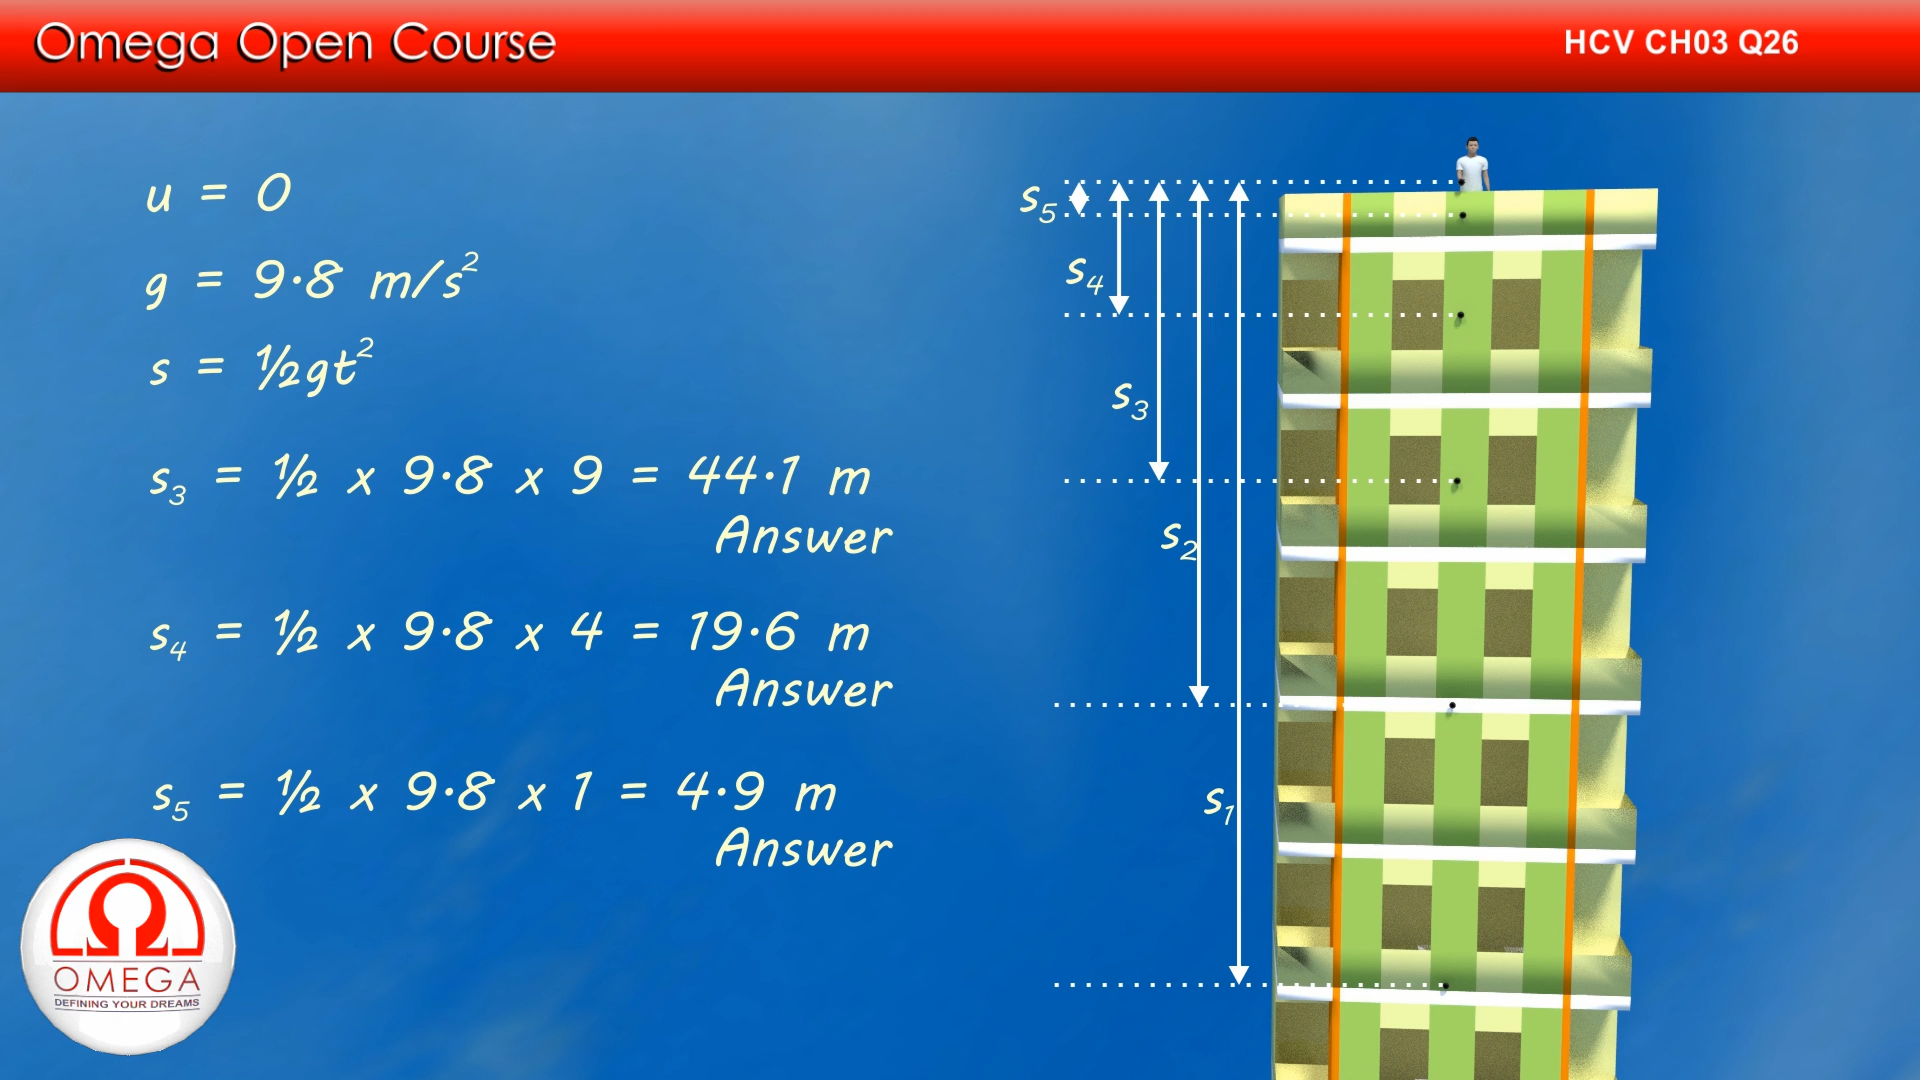 Omega Open Course
HCV CH03 Q26
u = 0
g = 9·8 m/s²
s = ½gt²
s₃ = ½ x 9·8 x 9 = 44·1 m
Answer
s₄ = ½ x 9·8 x 4 = 19·6 m
Answer
s₅ = ½ x 9·8 x 1 = 4·9 m
Answer
s₅
s₄
s₃
s₂
s₁
OMEGA
DEFINING YOUR DREAMS